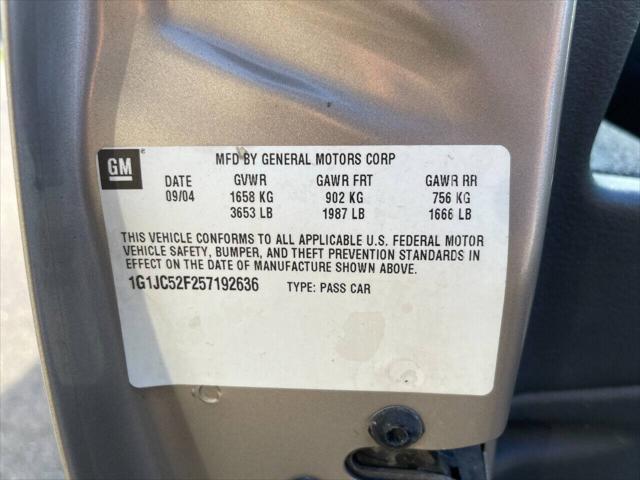 GM
MFD BY GENERAL MOTORS CORP
DATE GVWR GAWR FRT GAWR RR
09/04 1658 KG 902 KG 756 KG
3653 LB 1987 LB 1666 LB
THIS VEHICLE CONFORMS TO ALL APPLICABLE U.S. FEDERAL MOTOR
VEHICLE SAFETY, BUMPER, AND THEFT PREVENTION STANDARDS IN
EFFECT ON THE DATE OF MANUFACTURE SHOWN ABOVE.
1G1JC52F257192636 TYPE: PASS CAR